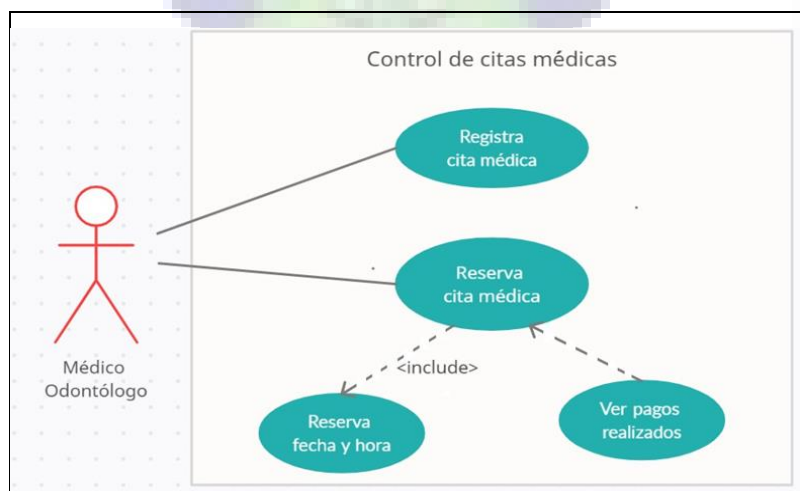 Control de citas médicas
Registra
cita médica
Reserva
cita médica
Médico
Odontólogo
<include>
Reserva
fecha y hora
Ver pagos
realizados